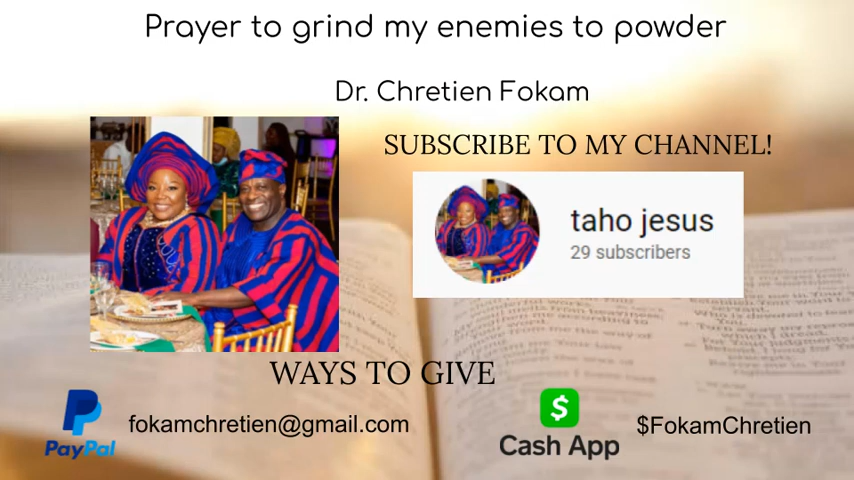 Prayer to grind my enemies to powder
Dr. Chretien Fokam
SUBSCRIBE TO MY CHANNEL!
taho jesus
29 subscribers
WAYS TO GIVE
PayPal
fokamchretien@gmail.com
$
Cash App
$FokamChretien